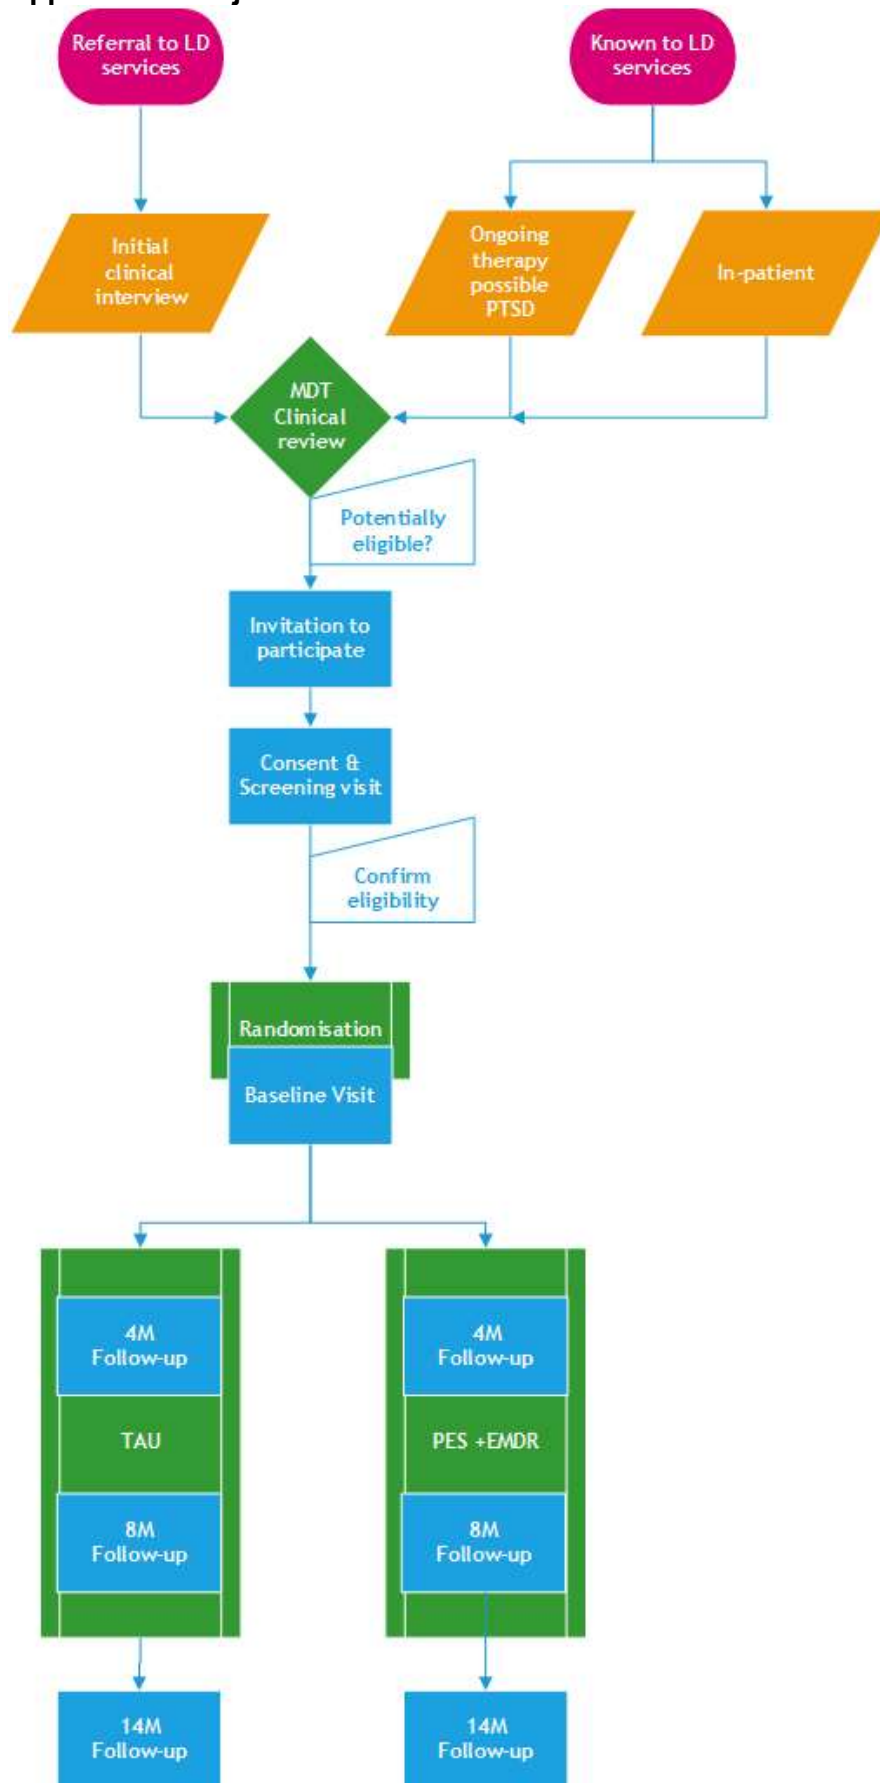 Referral to LD
services
Known to LD
services
Initial
clinical
interview
Ongoing
therapy
possible
PTSD
In-patient
MDT
Clinical
review
Potentially
eligible?
Invitation to
participate
Consent &
Screening visit
Confirm
eligibility
Randomisation
Baseline Visit
4M
Follow-up
TAU
8M
Follow-up
14M
Follow-up
4M
Follow-up
PES +EMDR
8M
Follow-up
14M
Follow-up